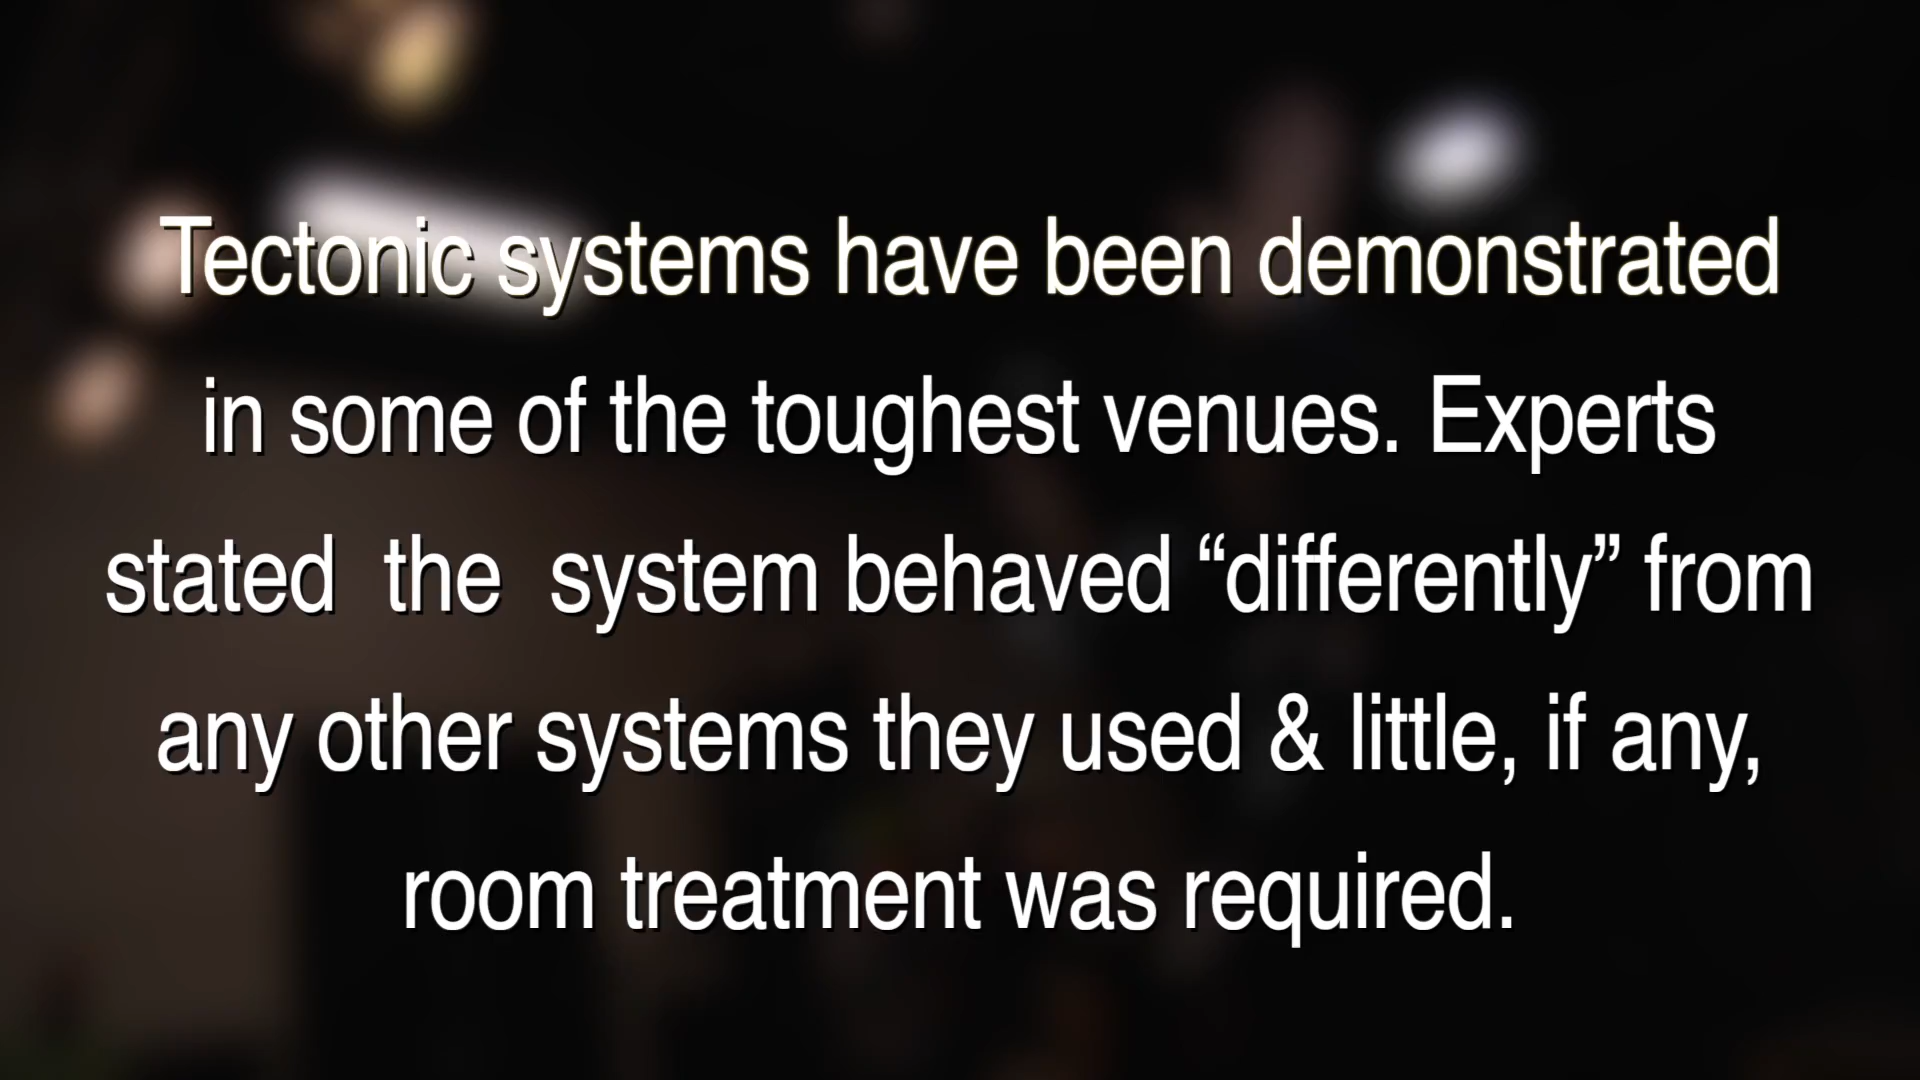 Tectonic systems have been demonstrated
in some of the toughest venues. Experts
stated the system behaved “differently” from
any other systems they used & little, if any,
room treatment was required.